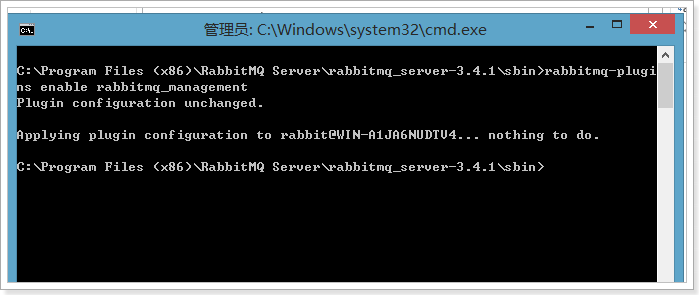 管理员: C:\Windows\system32\cmd.exe
C:\Program Files (x86)\RabbitMQ Server\rabbitmq_server-3.4.1\sbin>rabbitmq-plugi
ns enable rabbitmq_management
Plugin configuration unchanged.
Applying plugin configuration to rabbit@WIN-A1JA6NUDTV4... nothing to do.
C:\Program Files (x86)\RabbitMQ Server\rabbitmq_server-3.4.1\sbin>